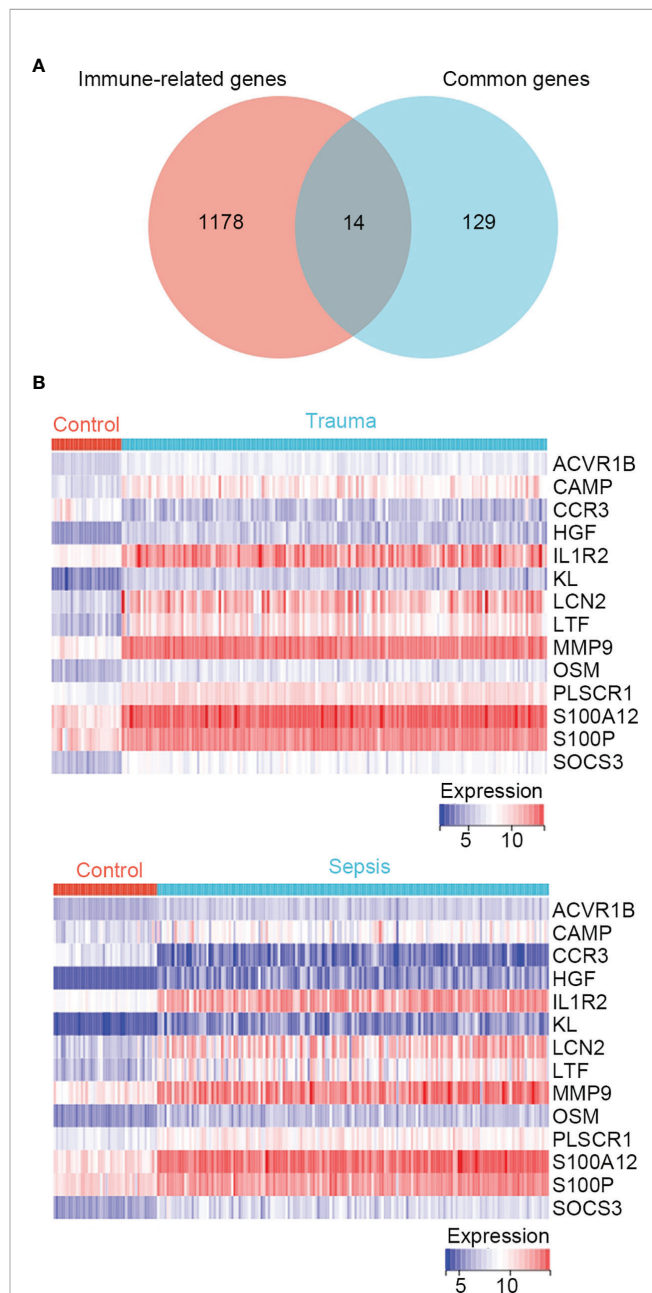 A
Immune-related genes Common genes
1178 14 129
B
Control Trauma
ACVR1B
CAMP
CCR3
HGF
IL1R2
KL
LCN2
LTF
MMP9
OSM
PLSCR1
S100A12
S100P
SOCS3
Expression
5 10
Control Sepsis
ACVR1B
CAMP
CCR3
HGF
IL1R2
KL
LCN2
LTF
MMP9
OSM
PLSCR1
S100A12
S100P
SOCS3
Expression
5 10